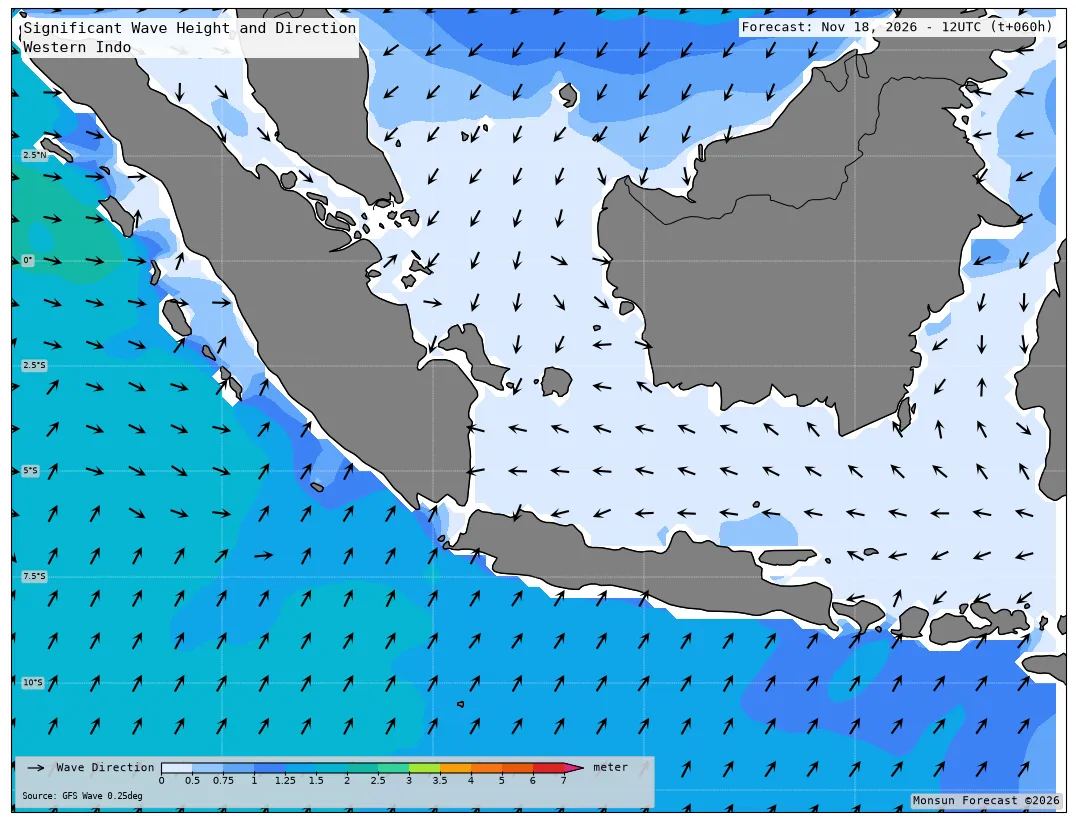 Significant Wave Height and Direction
Western Indo
Forecast: Nov 18, 2026 - 12UTC (t+060h)
2.5°N
0°
2.5°S
5°S
7.5°S
10°S
Wave Direction
meter
0 0.5 0.75 1 1.25 1.5 2 2.5 3 3.5 4 5 6 7
Source: GFS Wave 0.25deg
Monsun Forecast ©2026